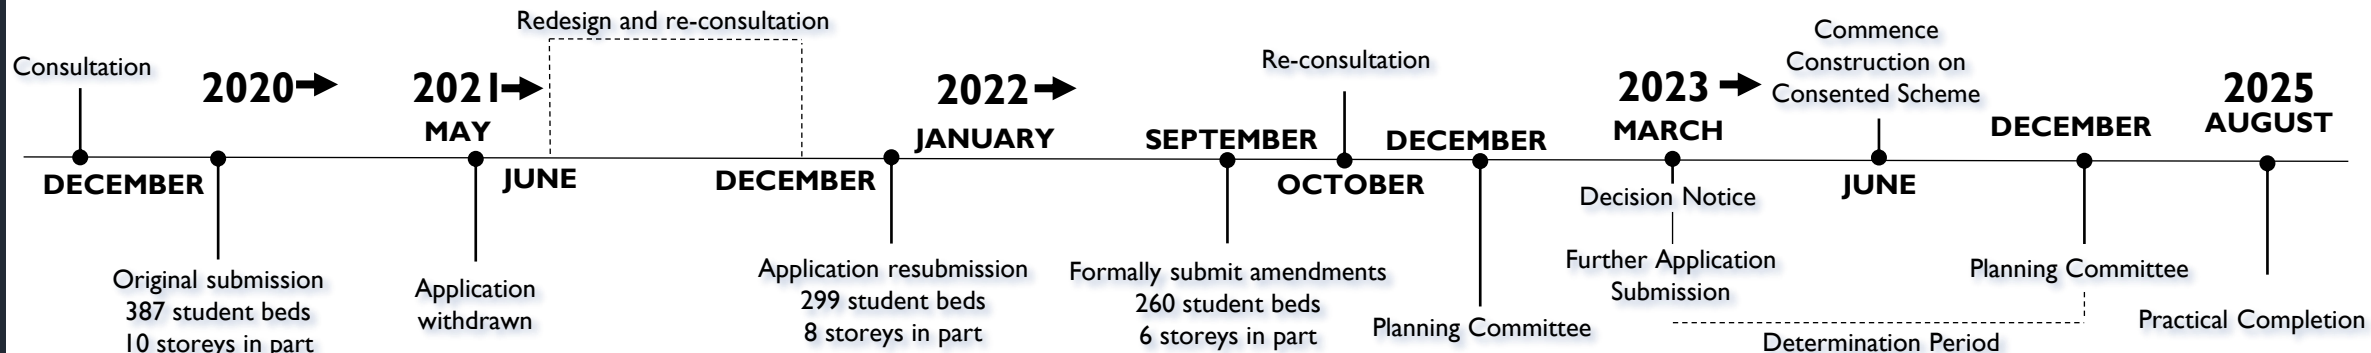 Redesign and re-consultation
Consultation
2020
2021
MAY
2022
JANUARY
SEPTEMBER
Re-consultation
DECEMBER
2023
MARCH
Commence
Construction on
Consented Scheme
DECEMBER
2025
AUGUST
DECEMBER
JUNE
DECEMBER
OCTOBER
JUNE
Original submission
387 student beds
10 storeys in part
Application
withdrawn
Application resubmission
299 student beds
8 storeys in part
Formally submit amendments
260 student beds
6 storeys in part
Planning Committee
Decision Notice
Further Application
Submission
Planning Committee
Determination Period
Practical Completion